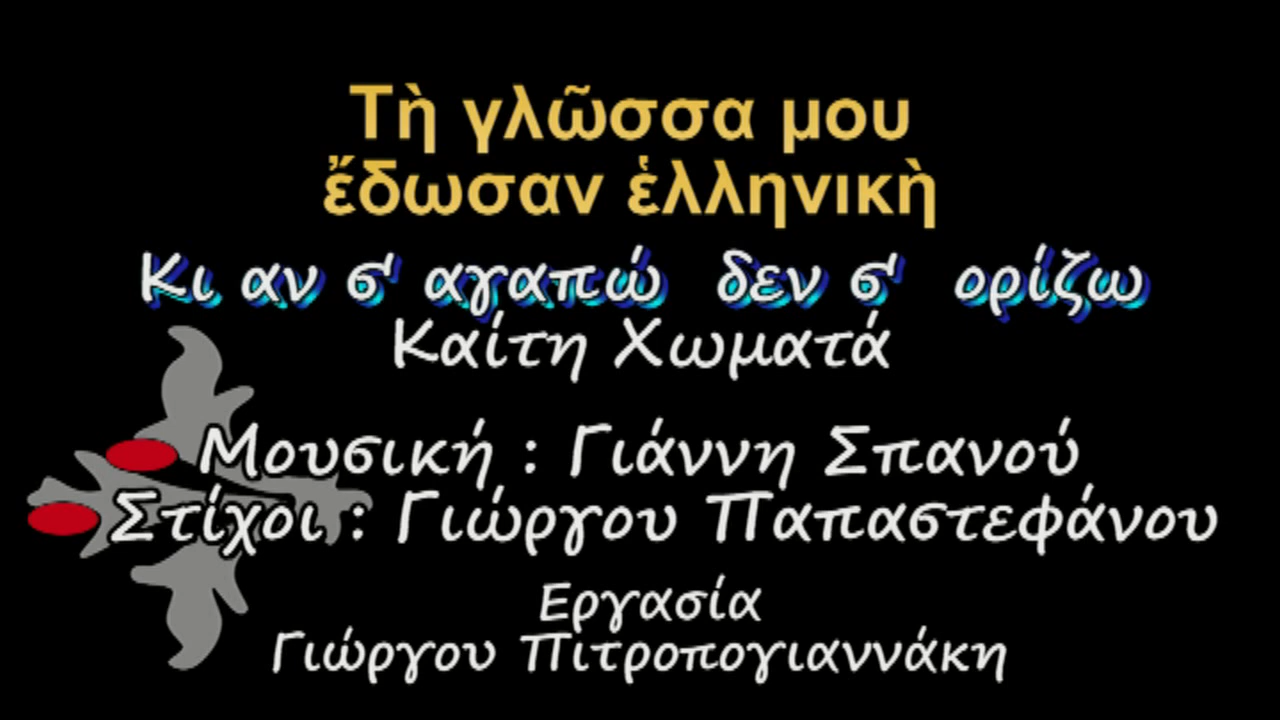 Τὴ γλῶσσα μου
ἔδωσαν ἑλληνικὴ
Κι αν σ' αγαπώ δεν σ' ορίζω
Καίτη Χωματά
Μουσική : Γιάννη Σπανού
Στίχοι : Γιώργου Παπαστεφάνου
Εργασία
Γιώργου Πιτροπογιαννάκη